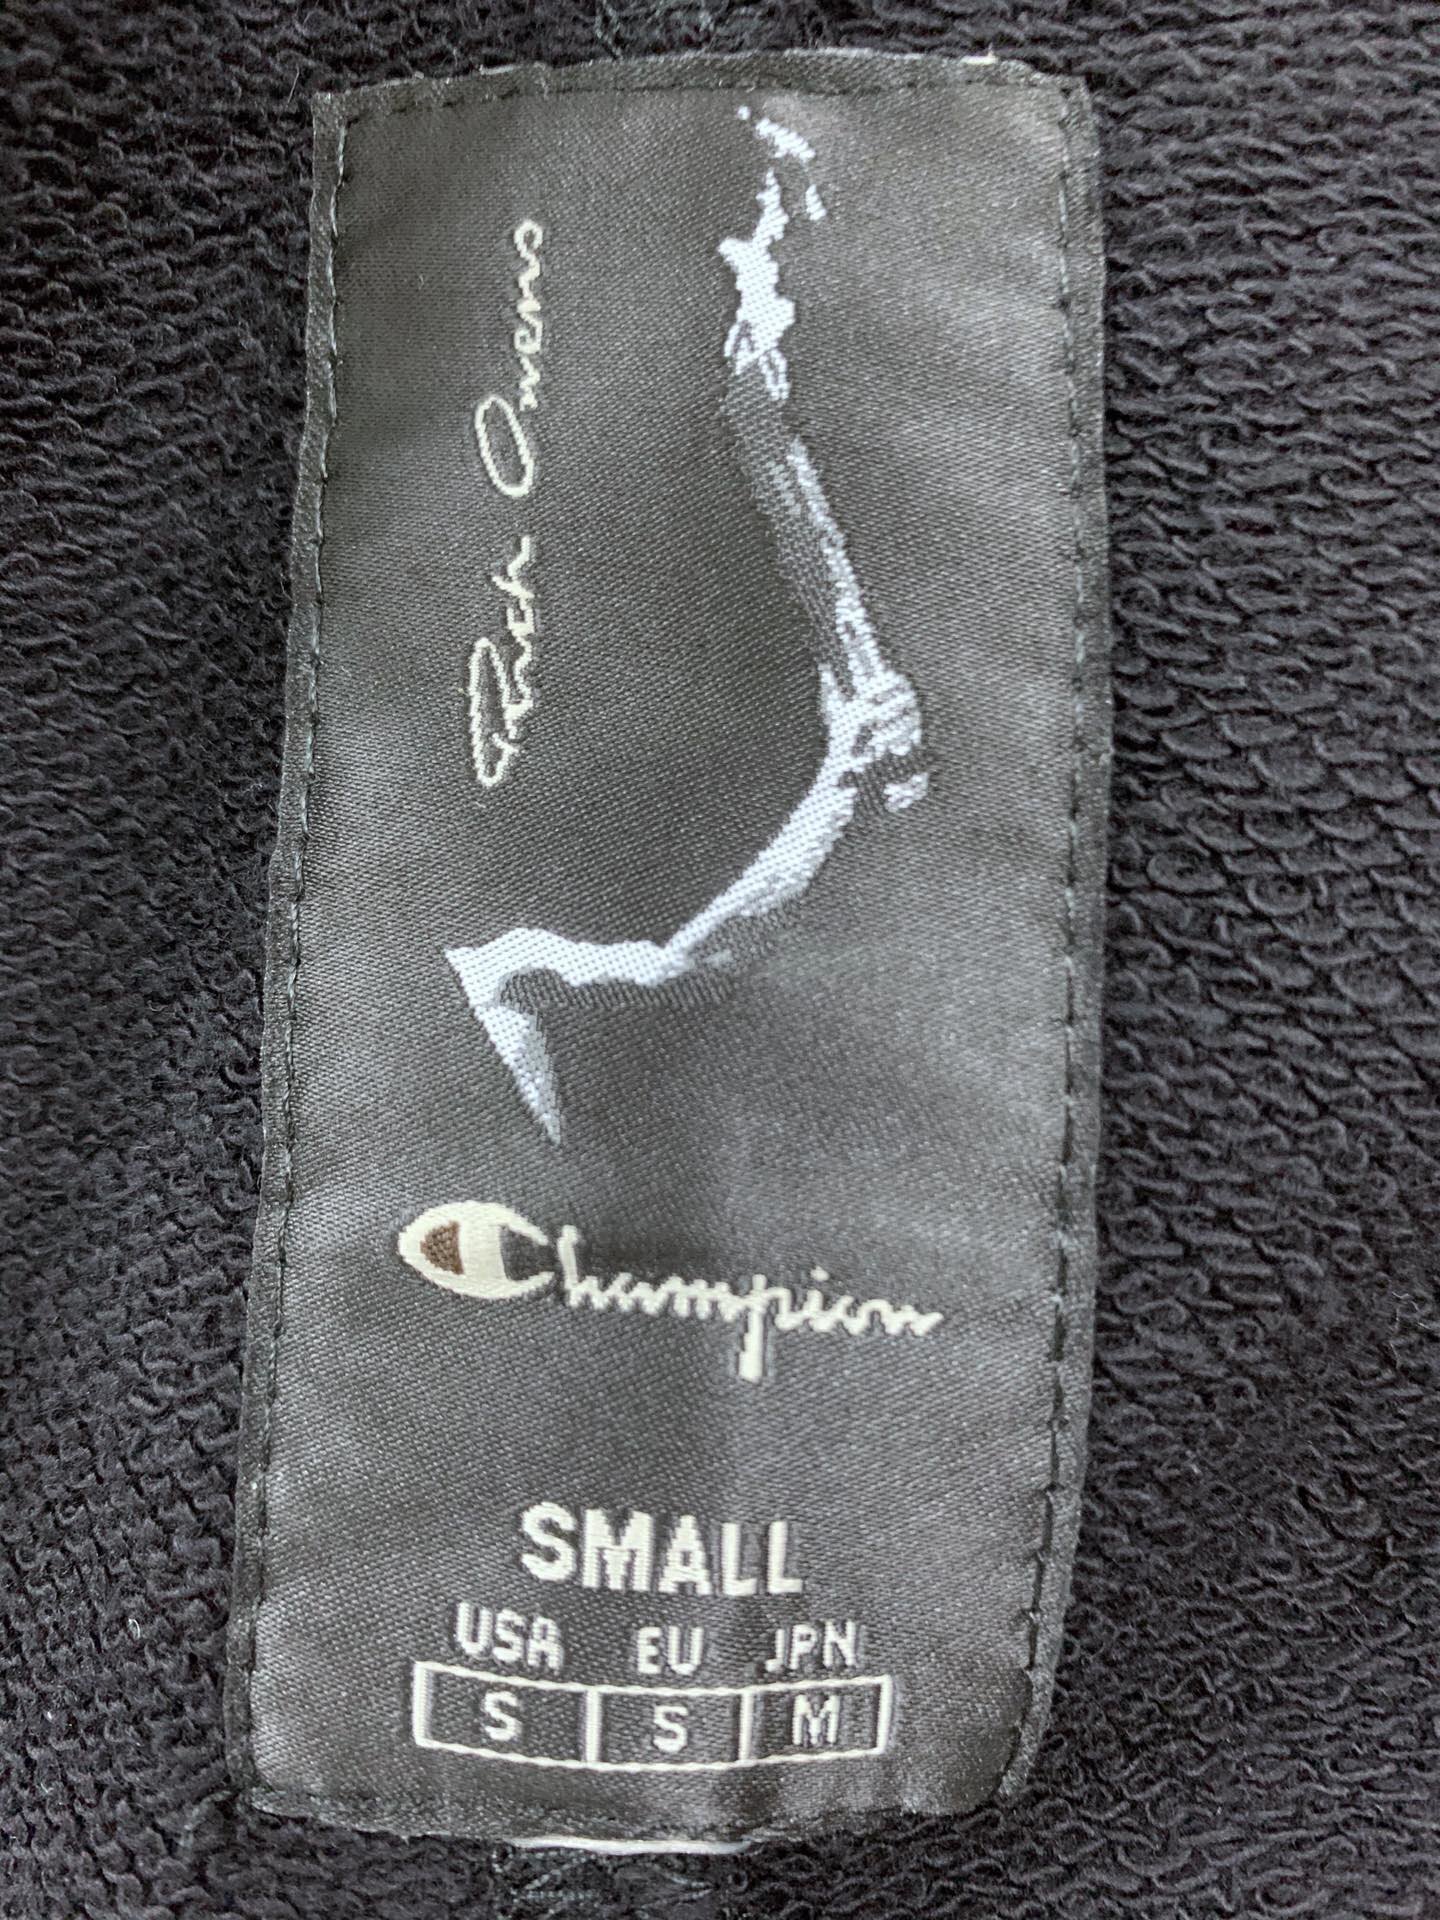 Rick Owens
Champion
SMALL
USA EU JPN
S S M